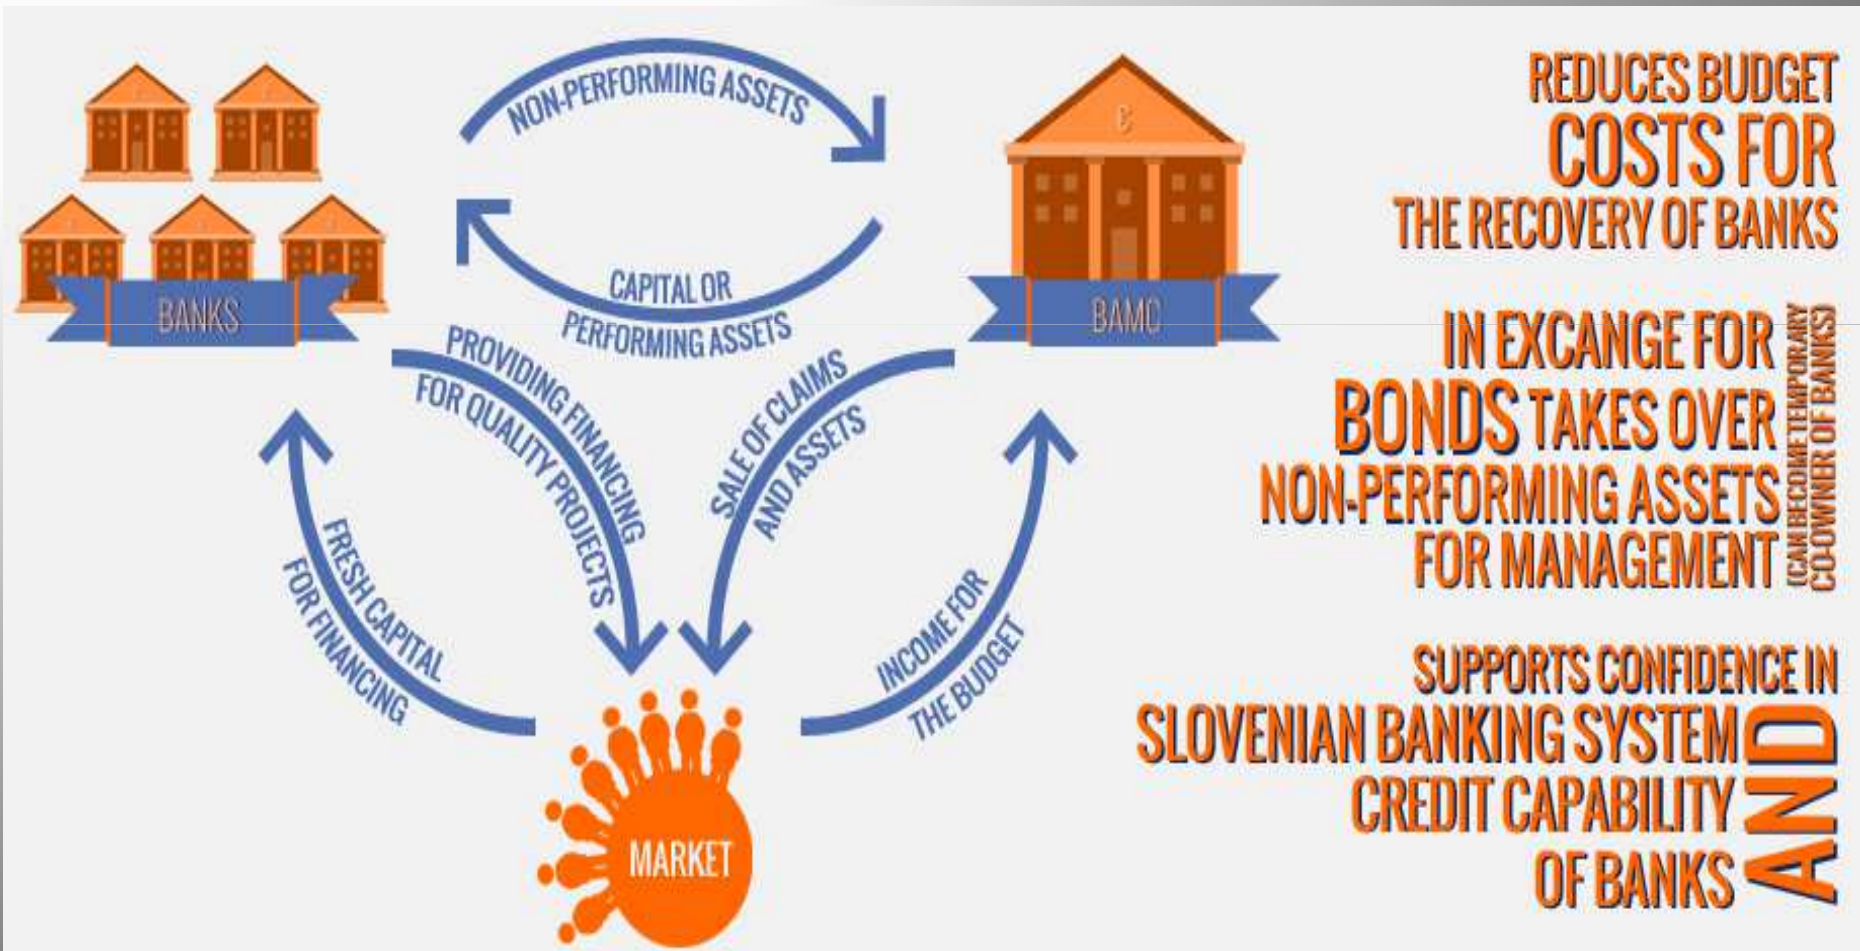 NON-PERFORMING ASSETS
CAPITAL OR
PERFORMING ASSETS
BANKS
BAMC
PROVIDING FINANCING
FOR QUALITY PROJECTS
SALE OF CLAIMS
AND ASSETS
FRESH CAPITAL
FOR FINANCING
INCOME FOR
THE BUDGET
MARKET
REDUCES BUDGET
COSTS FOR
THE RECOVERY OF BANKS
IN EXCANGE FOR
BONDS TAKES OVER
NON-PERFORMING ASSETS
FOR MANAGEMENT
(CAN BECOME TEMPORARY
CO-OWNER OF BANKS)
SUPPORTS CONFIDENCE IN
SLOVENIAN BANKING SYSTEM
AND
CREDIT CAPABILITY
OF BANKS